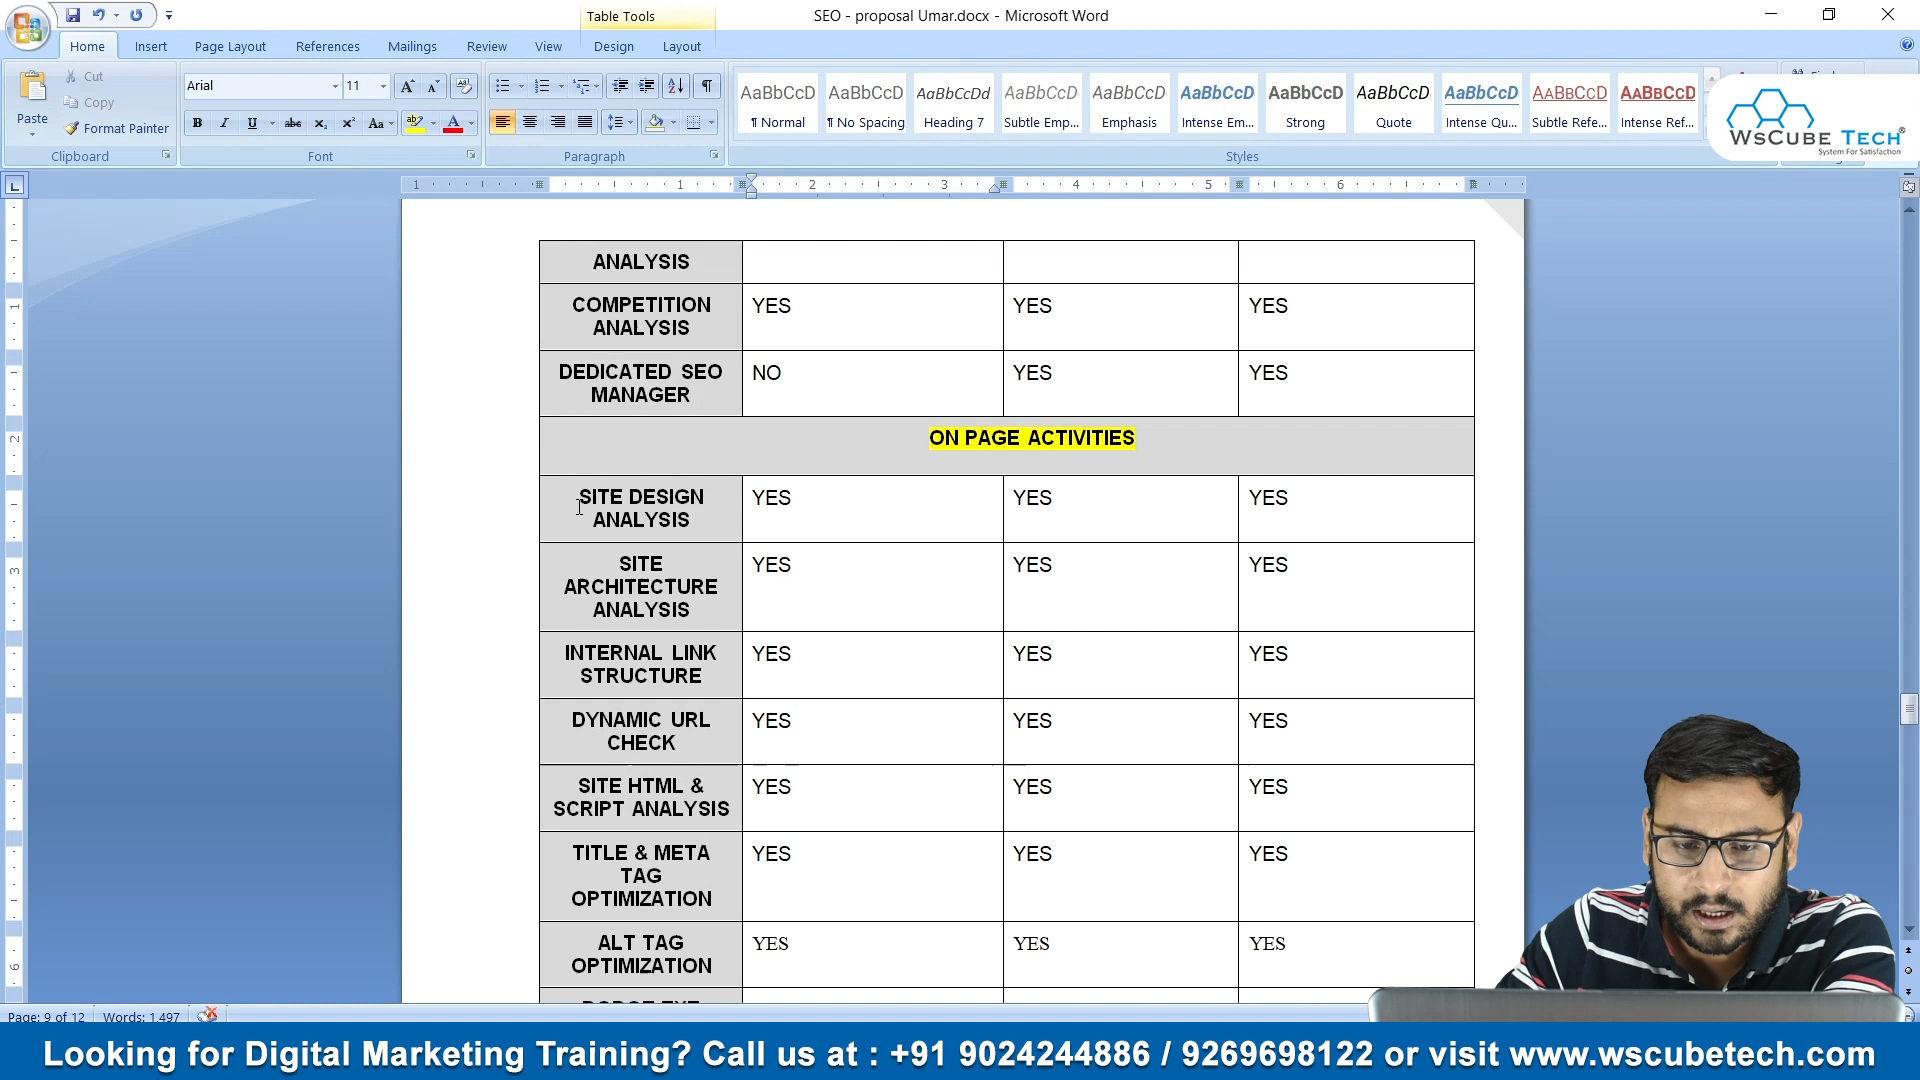 Table Tools
SEO - proposal Umar.docx - Microsoft Word
Home Insert Page Layout References Mailings Review View Design Layout
Paste
Cut
Copy
Format Painter
Clipboard
Arial 11
Font
Paragraph
AaBbCcD AaBbCcD AaBbCcDd AaBbCcD AaBbCcD AaBbCcD AaBbCcD AaBbCcD AaBbCcD AABBCCD AABBCCD
¶ Normal ¶ No Spacing Heading 7 Subtle Emp... Emphasis Intense Em... Strong Quote Intense Qu... Subtle Refe... Intense Ref...
Styles
WsCube Tech®
System For Satisfaction
1 1 2 3 4 5 6
ANALYSIS
COMPETITION YES YES YES
ANALYSIS
DEDICATED SEO NO YES YES
MANAGER
ON PAGE ACTIVITIES
SITE DESIGN YES YES YES
ANALYSIS
SITE YES YES YES
ARCHITECTURE
ANALYSIS
INTERNAL LINK YES YES YES
STRUCTURE
DYNAMIC URL YES YES YES
CHECK
SITE HTML & YES YES YES
SCRIPT ANALYSIS
TITLE & META YES YES YES
TAG
OPTIMIZATION
ALT TAG YES YES YES
OPTIMIZATION
Page: 9 of 12 Words: 1,497
Looking for Digital Marketing Training? Call us at : +91 9024244886 / 9269698122 or visit www.wscubetech.com